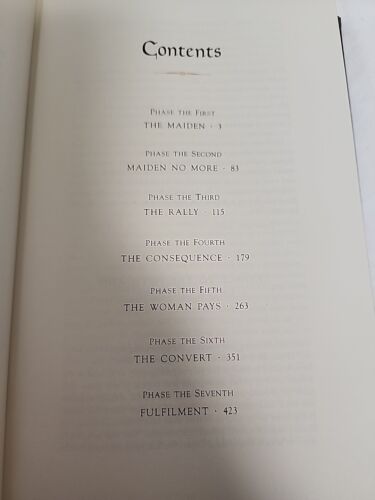 Contents
Phase the First
THE MAIDEN · 3
Phase the Second
MAIDEN NO MORE · 83
Phase the Third
THE RALLY · 115
Phase the Fourth
THE CONSEQUENCE · 179
Phase the Fifth
THE WOMAN PAYS · 263
Phase the Sixth
THE CONVERT · 351
Phase the Seventh
FULFILMENT · 423